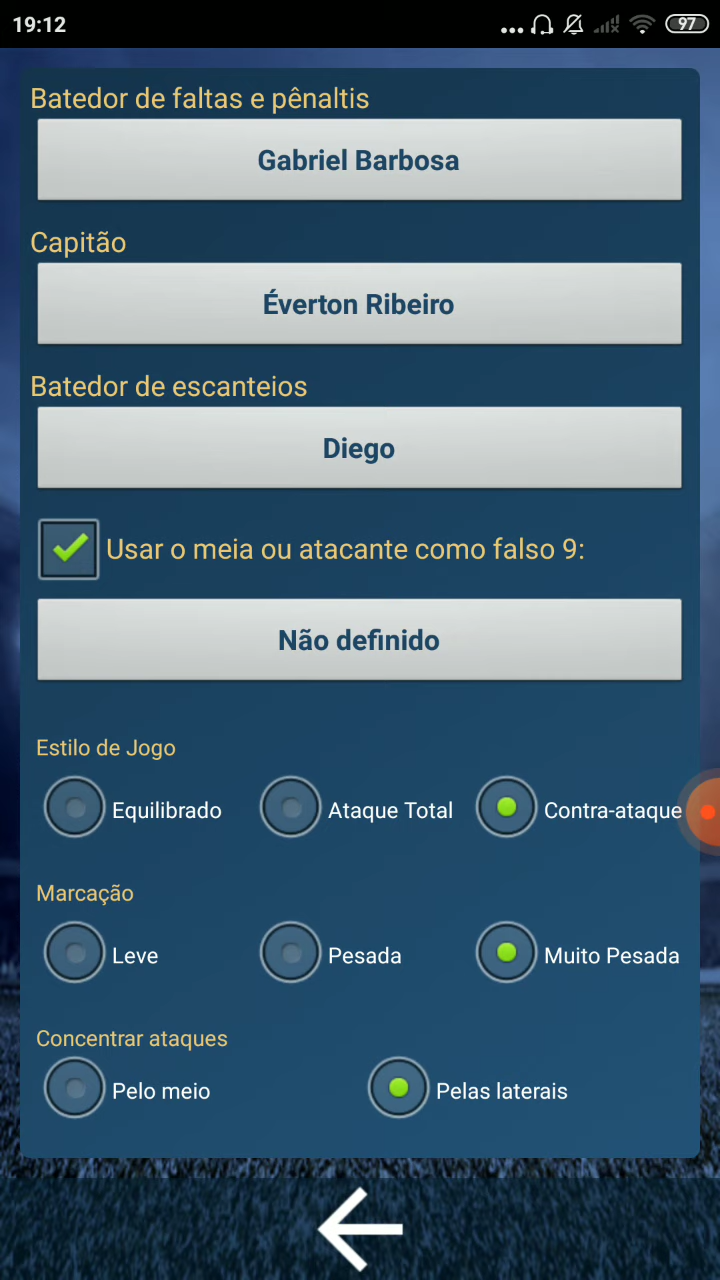 19:12
97
Batedor de faltas e pênaltis
Gabriel Barbosa
Capitão
Éverton Ribeiro
Batedor de escanteios
Diego
Usar o meia ou atacante como falso 9:
Não definido
Estilo de Jogo
Equilibrado Ataque Total Contra-ataque
Marcação
Leve Pesada Muito Pesada
Concentrar ataques
Pelo meio Pelas laterais